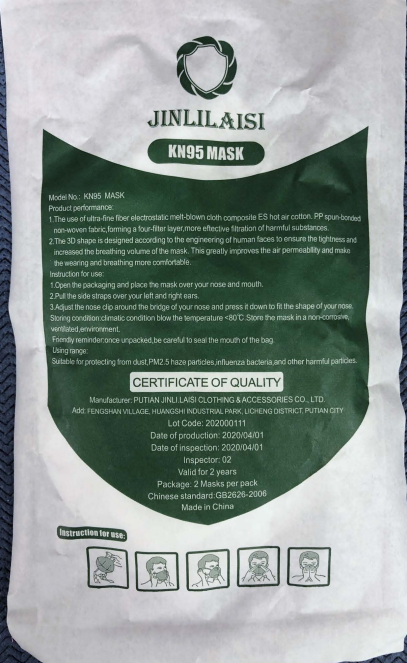 JINLILAISI
KN95 MASK
Model No.: KN95 MASK
Product performance:
1.The use of ultra-fine fiber electrostatic melt-blown cloth composite ES hot air cotton. PP spun-bonded
non-woven fabric,forming a four-filter layer,more effective filtration of harmful substances.
2.The 3D shape is designed according to the engineering of human faces to ensure the tightness and
increased the breathing volume of the mask. This greatly improves the air permeability and make
the wearing and breathing more comfortable.
Instruction for use:
1.Open the packaging and place the mask over your nose and mouth.
2.Pull the side straps over your left and right ears.
3.Adjust the nose clip around the bridge of your nose and press it down to fit the shape of your nose.
Storing condition:climatic condition blow the temperature <80℃.Store the mask in a non-corrosive,
ventilated,environment.
Friendly reminder:once unpacked,be careful to seal the mouth of the bag.
Using range:
Suitable for protecting from dust,PM2.5 haze particles,influenza bacteria,and other harmful particles.
CERTIFICATE OF QUALITY
Manufacturer: PUTIAN JINLI.LAISI CLOTHING & ACCESSORIES CO., LTD.
Add: FENGSHAN VILLAGE, HUANGSHI INDUSTRIAL PARK, LICHENG DISTRICT, PUTIAN CITY
Lot Code: 202000111
Date of production: 2020/04/01
Date of inspection: 2020/04/01
Inspector: 02
Valid for 2 years
Package: 2 Masks per pack
Chinese standard:GB2626-2006
Made in China
Instruction for use: